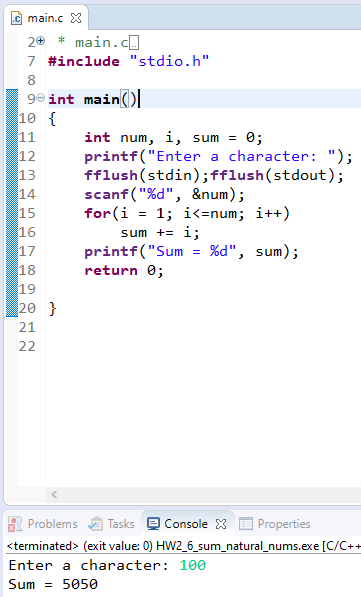 main.c
2 * main.c
7 #include "stdio.h"
8
9 int main()
10 {
11 int num, i, sum = 0;
12 printf("Enter a character: ");
13 fflush(stdin);fflush(stdout);
14 scanf("%d", &num);
15 for(i = 1; i<=num; i++)
16 sum += i;
17 printf("Sum = %d", sum);
18 return 0;
19
20 }
21
22
Problems Tasks Console Properties
<terminated> (exit value: 0) HW2_6_sum_natural_nums.exe [C/C++
Enter a character: 100
Sum = 5050